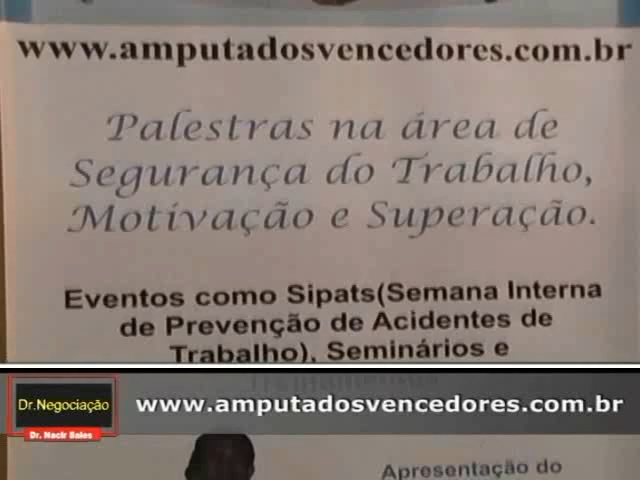 www.amputadosvencedores.com.br
Palestras na área de
Segurança do Trabalho,
Motivação e Superação.
Eventos como Sipats(Semana Interna
de Prevenção de Acidentes de
Trabalho), Seminários e
Dr.Negociação
Dr. Nacir Sales
www.amputadosvencedores.com.br
Apresentação do